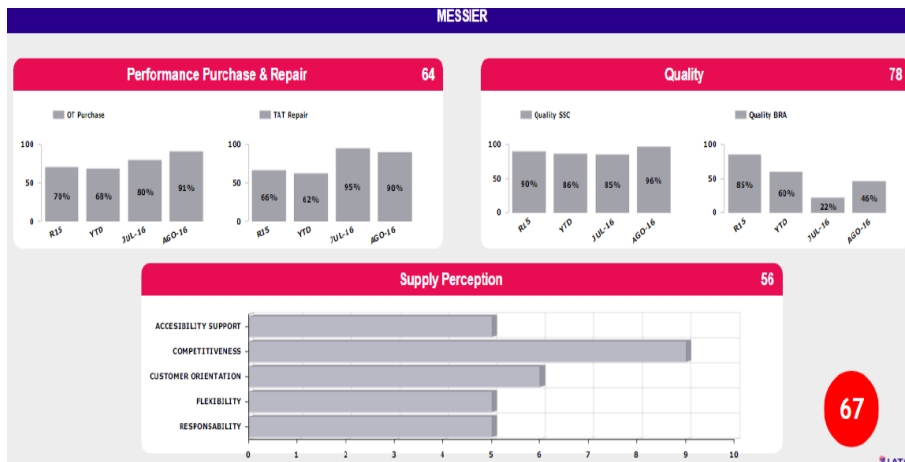 MESSIER
Performance Purchase & Repair 64
OT Purchase
100
50
0
70%
68%
80%
91%
R15
YTD
JUL-16
AGO-16
TAT Repair
100
50
0
66%
62%
95%
90%
R15
YTD
JUL-16
AGO-16
Quality 78
Quality SSC
100
50
0
90%
86%
85%
96%
R15
YTD
JUL-16
AGO-16
Quality BRA
100
50
0
85%
60%
22%
46%
R15
YTD
JUL-16
AGO-16
Supply Perception 56
ACCESIBILITY SUPPORT
COMPETITIVENESS
CUSTOMER ORIENTATION
FLEXIBILITY
RESPONSABILITY
0 1 2 3 4 5 6 7 8 9 10
67